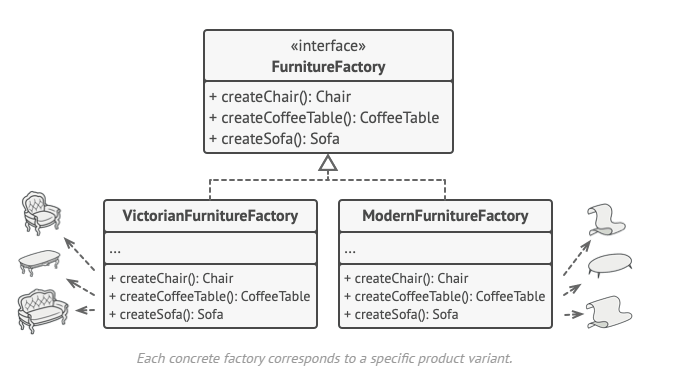 «interface»
FurnitureFactory
+ createChair(): Chair
+ createCoffeeTable(): CoffeeTable
+ createSofa(): Sofa
VictorianFurnitureFactory
...
+ createChair(): Chair
+ createCoffeeTable(): CoffeeTable
+ createSofa(): Sofa
ModernFurnitureFactory
...
+ createChair(): Chair
+ createCoffeeTable(): CoffeeTable
+ createSofa(): Sofa
Each concrete factory corresponds to a specific product variant.